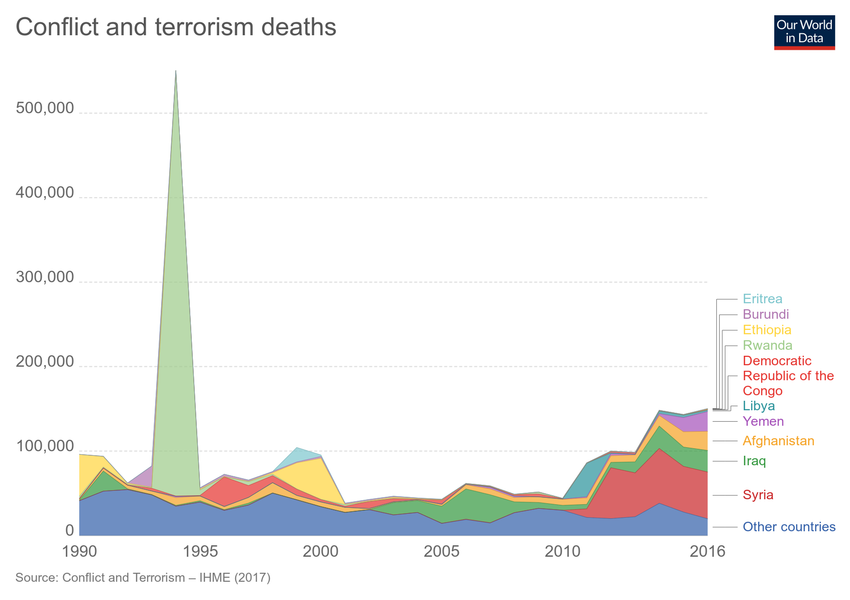 Conflict and terrorism deaths
Our World
in Data
500,000
400,000
300,000
200,000
100,000
0
1990
1995
2000
2005
2010
2016
Eritrea
Burundi
Ethiopia
Rwanda
Democratic
Republic of the
Congo
Libya
Yemen
Afghanistan
Iraq
Syria
Other countries
Source: Conflict and Terrorism – IHME (2017)